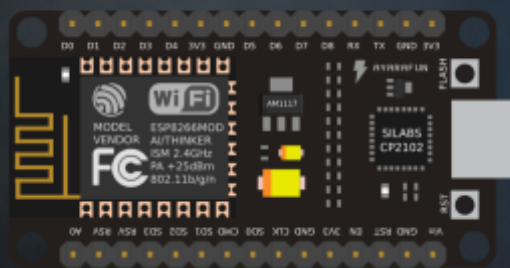 D0 D1 D2 D3 D4 3V3 GND D5 D6 D7 D8 RX TX GND 3V3
FLASH
WiFi
AM1117
MODEL ESP8266MOD
VENDOR AI/THINKER
ISM 2.4GHz
PA +25dBm
802.11b/g/n
FC
SILABS
CP2102
RST
A0 RSV RSV SD3 SD2 SD1 CMD SD0 CLK GND 3V3 EN RST GND Vin